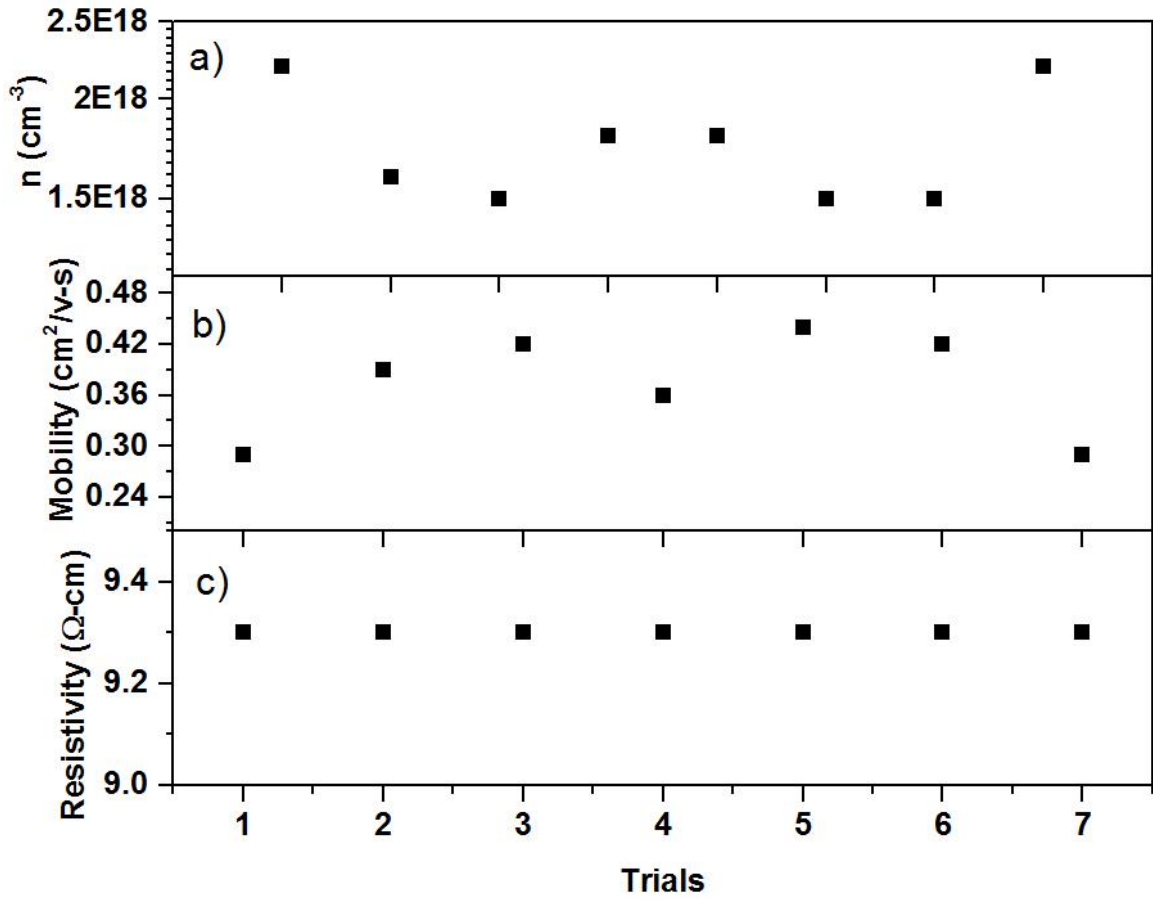 a)
n (cm⁻³)
2.5E18
2E18
1.5E18
b)
Mobility (cm²/v-s)
0.48
0.42
0.36
0.30
0.24
c)
Resistivity (Ω-cm)
9.4
9.2
9.0
1 2 3 4 5 6 7
Trials